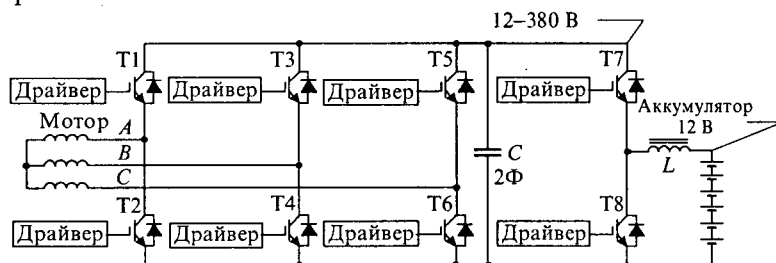 12–380 В
T1
T3
T5
T7
Драйвер
Драйвер
Драйвер
Драйвер
Аккумулятор
12 В
Мотор
A
B
C
C
2Ф
L
T2
T4
T6
T8
Драйвер
Драйвер
Драйвер
Драйвер